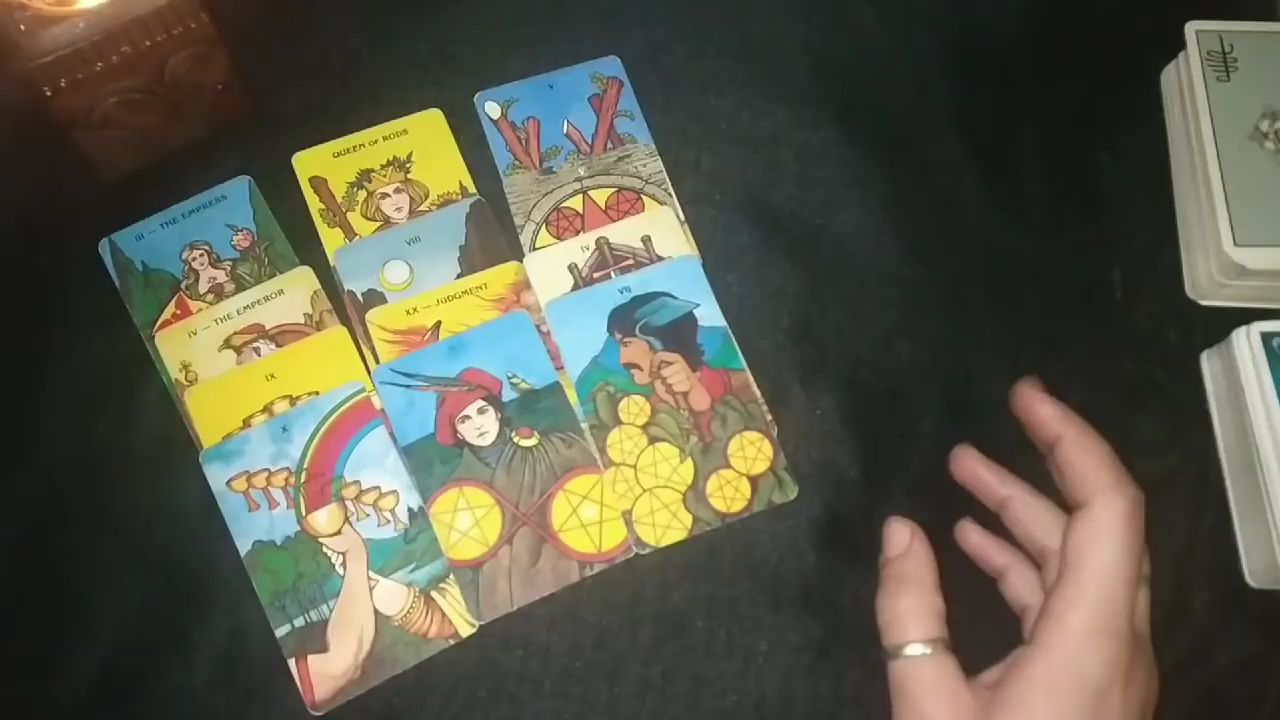 III — THE EMPRESS
IV — THE EMPEROR
IX
X
QUEEN OF RODS
VIII
XX — JUDGMENT
V
V
IV
VII